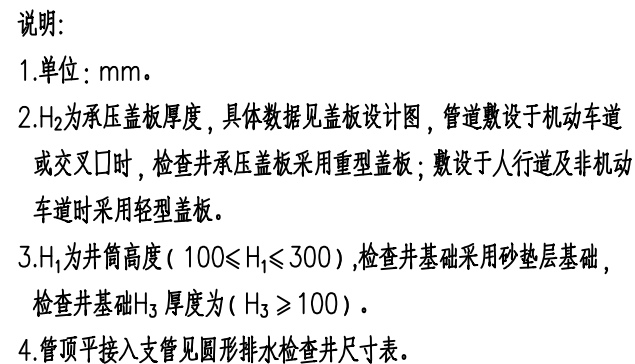 说明:
1.单位：mm。
2.H₂为承压盖板厚度，具体数据见盖板设计图，管道敷设于机动车道
或交叉口时，检查井承压盖板采用重型盖板；敷设于人行道及非机动
车道时采用轻型盖板。
3.H₁为井筒高度（100≤H₁≤300）,检查井基础采用砂垫层基础，
检查井基础H₃ 厚度为（H₃≥100）。
4.管顶平接入支管见圆形排水检查井尺寸表。